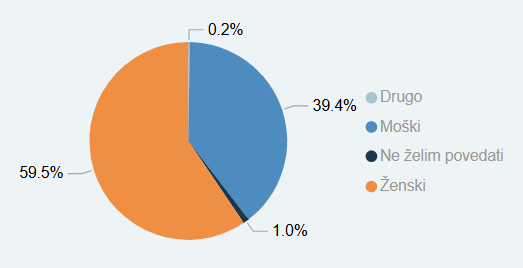 0.2%
39.4%
59.5%
1.0%
Drugo
Moški
Ne želim povedati
Ženski